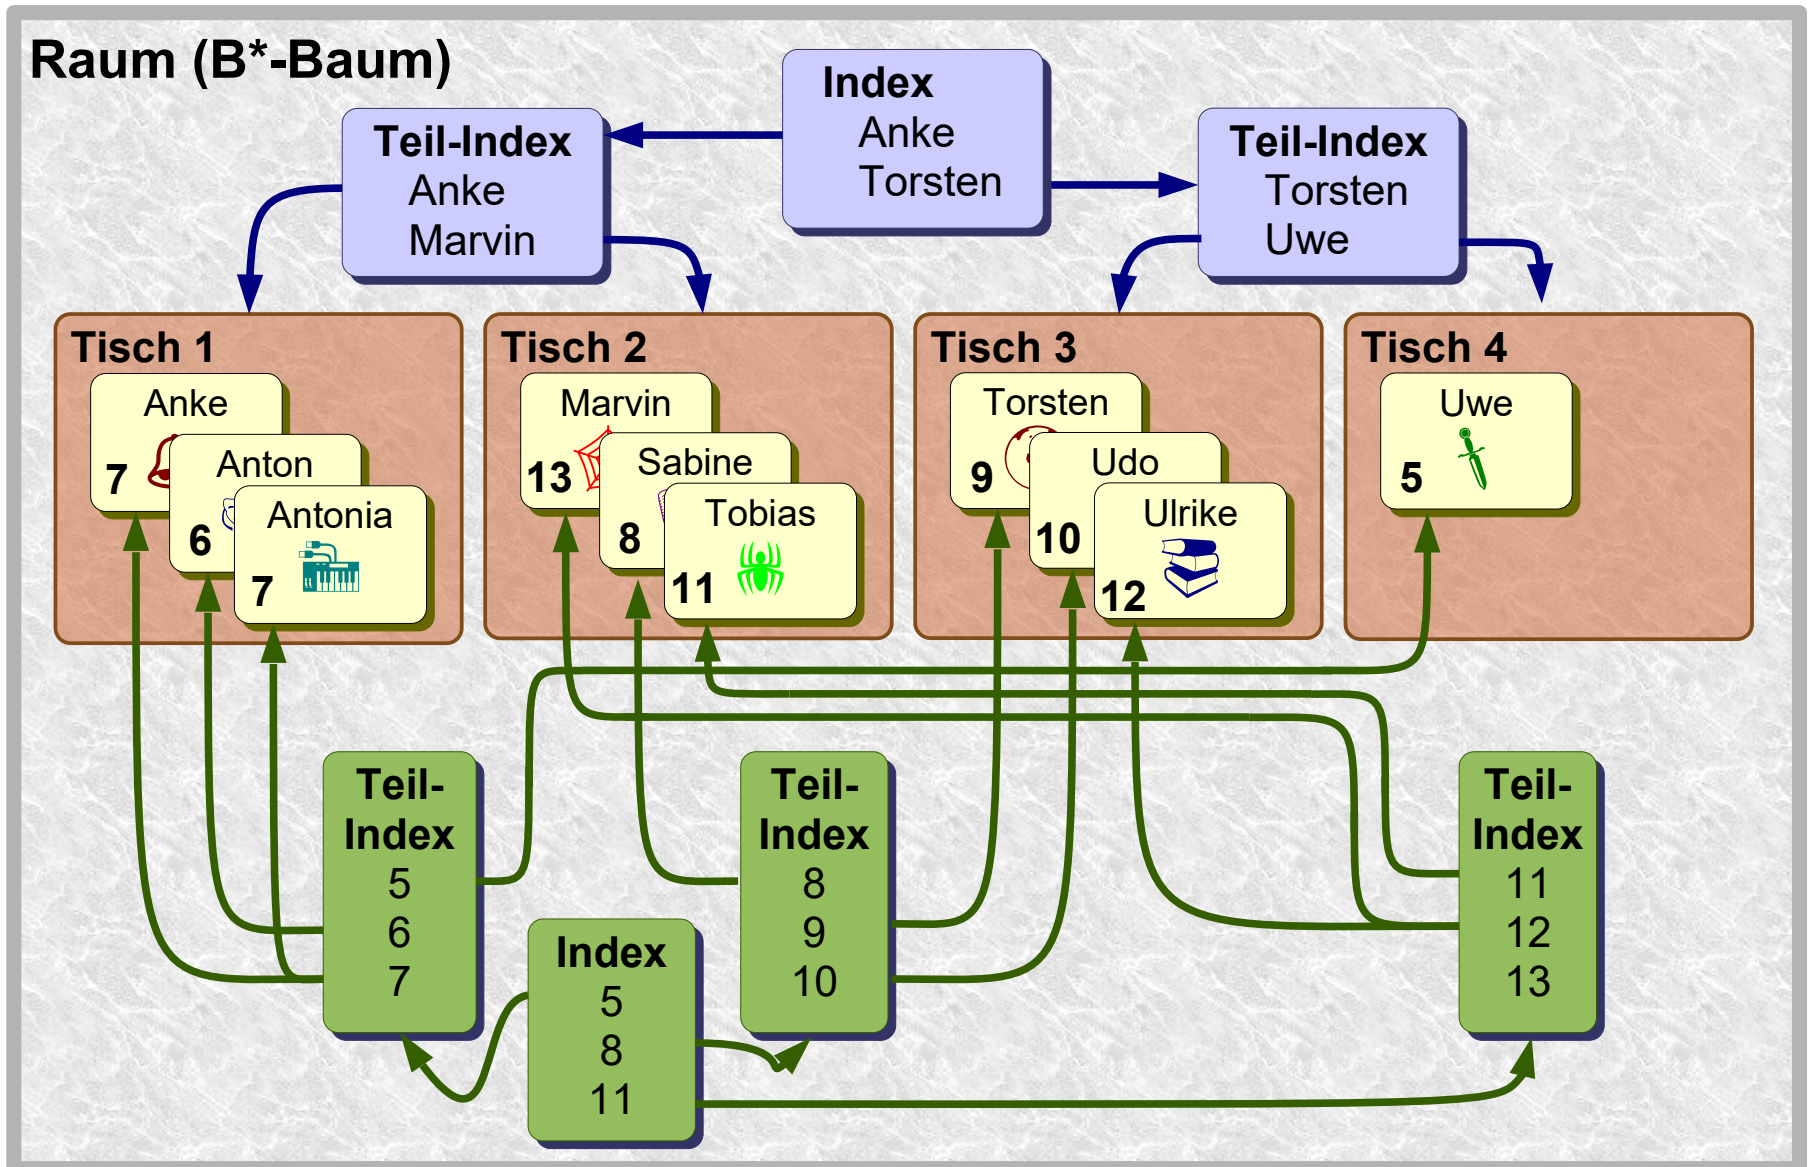 Raum (B*-Baum)
Index
Anke
Torsten
Teil-Index
Anke
Marvin
Teil-Index
Torsten
Uwe
Tisch 1
Anke
7
Anton
6
Antonia
7
Tisch 2
Marvin
13
Sabine
8
Tobias
11
Tisch 3
Torsten
9
Udo
10
Ulrike
12
Tisch 4
Uwe
5
Teil-
Index
5
6
7
Index
5
8
11
Teil-
Index
8
9
10
Teil-
Index
11
12
13